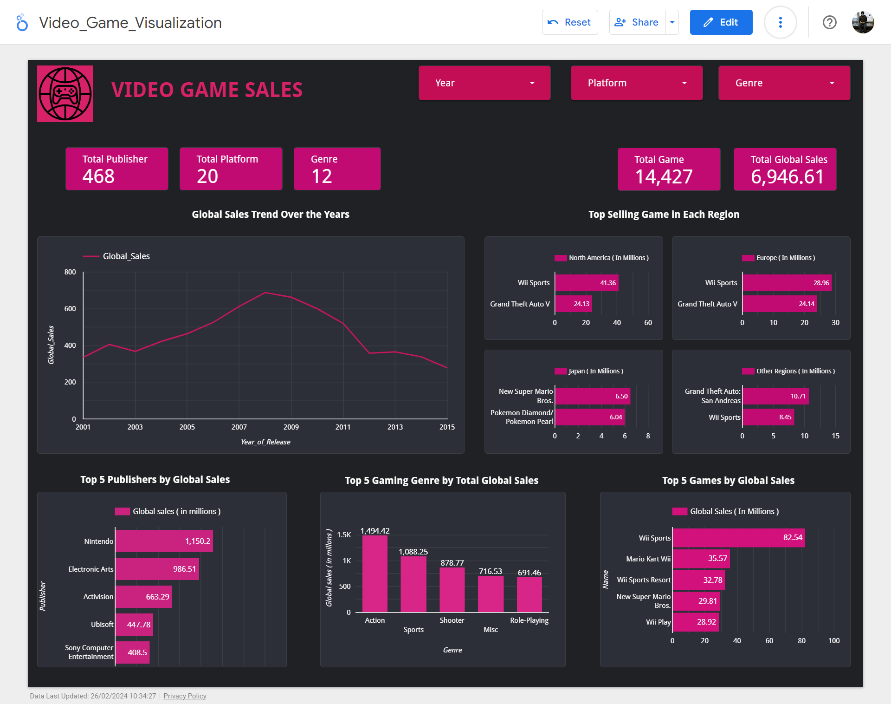 Video_Game_Visualization
Reset
Share
Edit
VIDEO GAME SALES
Year
Platform
Genre
Total Publisher
468
Total Platform
20
Genre
12
Total Game
14,427
Total Global Sales
6,946.61
Global Sales Trend Over the Years
Global_Sales
800
600
400
200
0
Global_Sales
2001 2003 2005 2007 2009 2011 2013 2015
Year_of_Release
Top Selling Game in Each Region
North America ( In Millions )
Wii Sports 41.36
Grand Theft Auto V 24.13
0 20 40 60
Europe ( In Millions )
Wii Sports 28.96
Grand Theft Auto V 24.14
0 10 20 30
Japan ( In Millions )
New Super Mario
Bros. 6.50
Pokemon Diamond/
Pokemon Pearl 6.04
0 2 4 6 8
Other Regions ( In Millions )
Grand Theft Auto:
San Andreas 10.71
Wii Sports 8.45
0 5 10 15
Top 5 Publishers by Global Sales
Global sales ( in millions )
Publisher
Nintendo 1,150.2
Electronic Arts 986.51
Activision 663.29
Ubisoft 447.78
Sony Computer
Entertainment 408.5
Top 5 Gaming Genre by Total Global Sales
Global sales ( in millions )
1.5K
1K
500
0
1,494.42
1,088.25
878.77
716.53
691.46
Action
Sports
Shooter
Misc
Role-Playing
Genre
Top 5 Games by Global Sales
Global Sales ( In Millions )
Name
Wii Sports 82.54
Mario Kart Wii 35.57
Wii Sports Resort 32.78
New Super Mario
Bros. 29.81
Wii Play 28.92
0 20 40 60 80 100
Data Last Updated: 26/02/2024 10:34:27
Privacy Policy